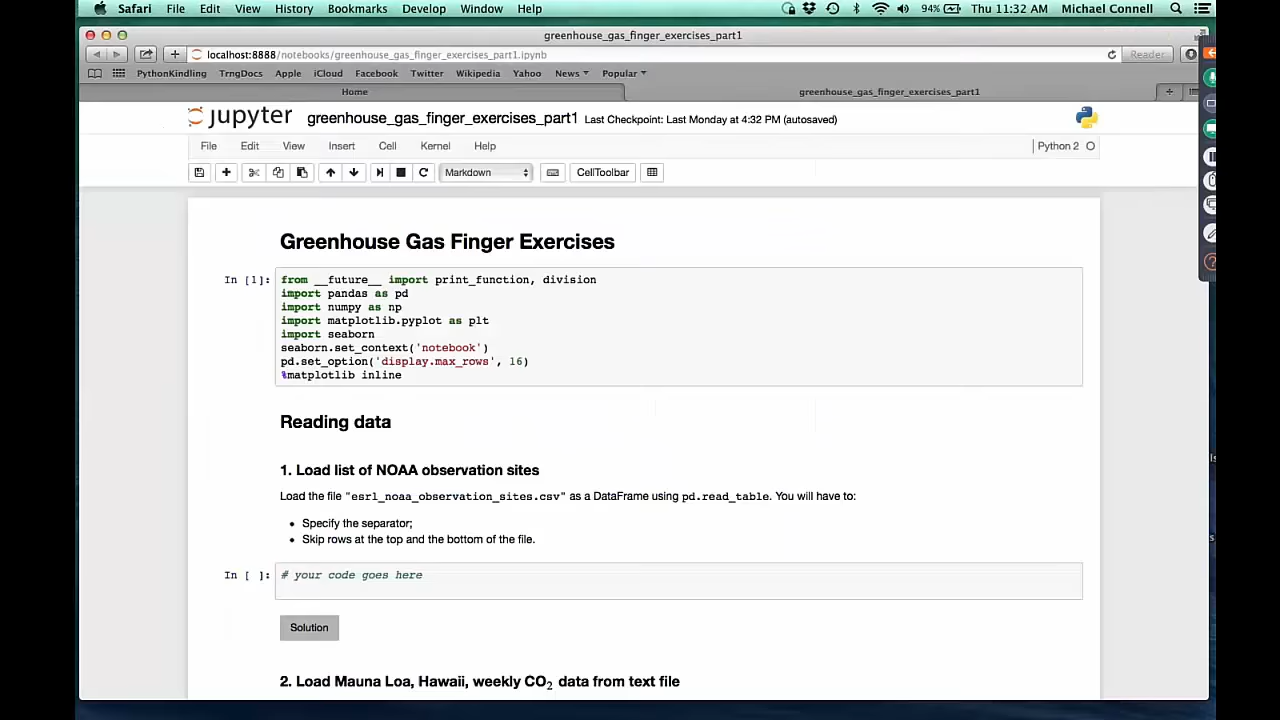 Safari File Edit View History Bookmarks Develop Window Help 94% Thu 11:32 AM Michael Connell
greenhouse_gas_finger_exercises_part1
localhost:8888/notebooks/greenhouse_gas_finger_exercises_part1.ipynb Reader
PythonKindling TrngDocs Apple iCloud Facebook Twitter Wikipedia Yahoo News Popular
Home greenhouse_gas_finger_exercises_part1
jupyter greenhouse_gas_finger_exercises_part1 Last Checkpoint: Last Monday at 4:32 PM (autosaved)
File Edit View Insert Cell Kernel Help Python 2
Markdown CellToolbar
Greenhouse Gas Finger Exercises
In [1]: from __future__ import print_function, division
import pandas as pd
import numpy as np
import matplotlib.pyplot as plt
import seaborn
seaborn.set_context('notebook')
pd.set_option('display.max_rows', 16)
%matplotlib inline
Reading data
1. Load list of NOAA observation sites
Load the file "esrl_noaa_observation_sites.csv" as a DataFrame using pd.read_table. You will have to:
• Specify the separator;
• Skip rows at the top and the bottom of the file.
In [ ]: # your code goes here
Solution
2. Load Mauna Loa, Hawaii, weekly CO₂ data from text file